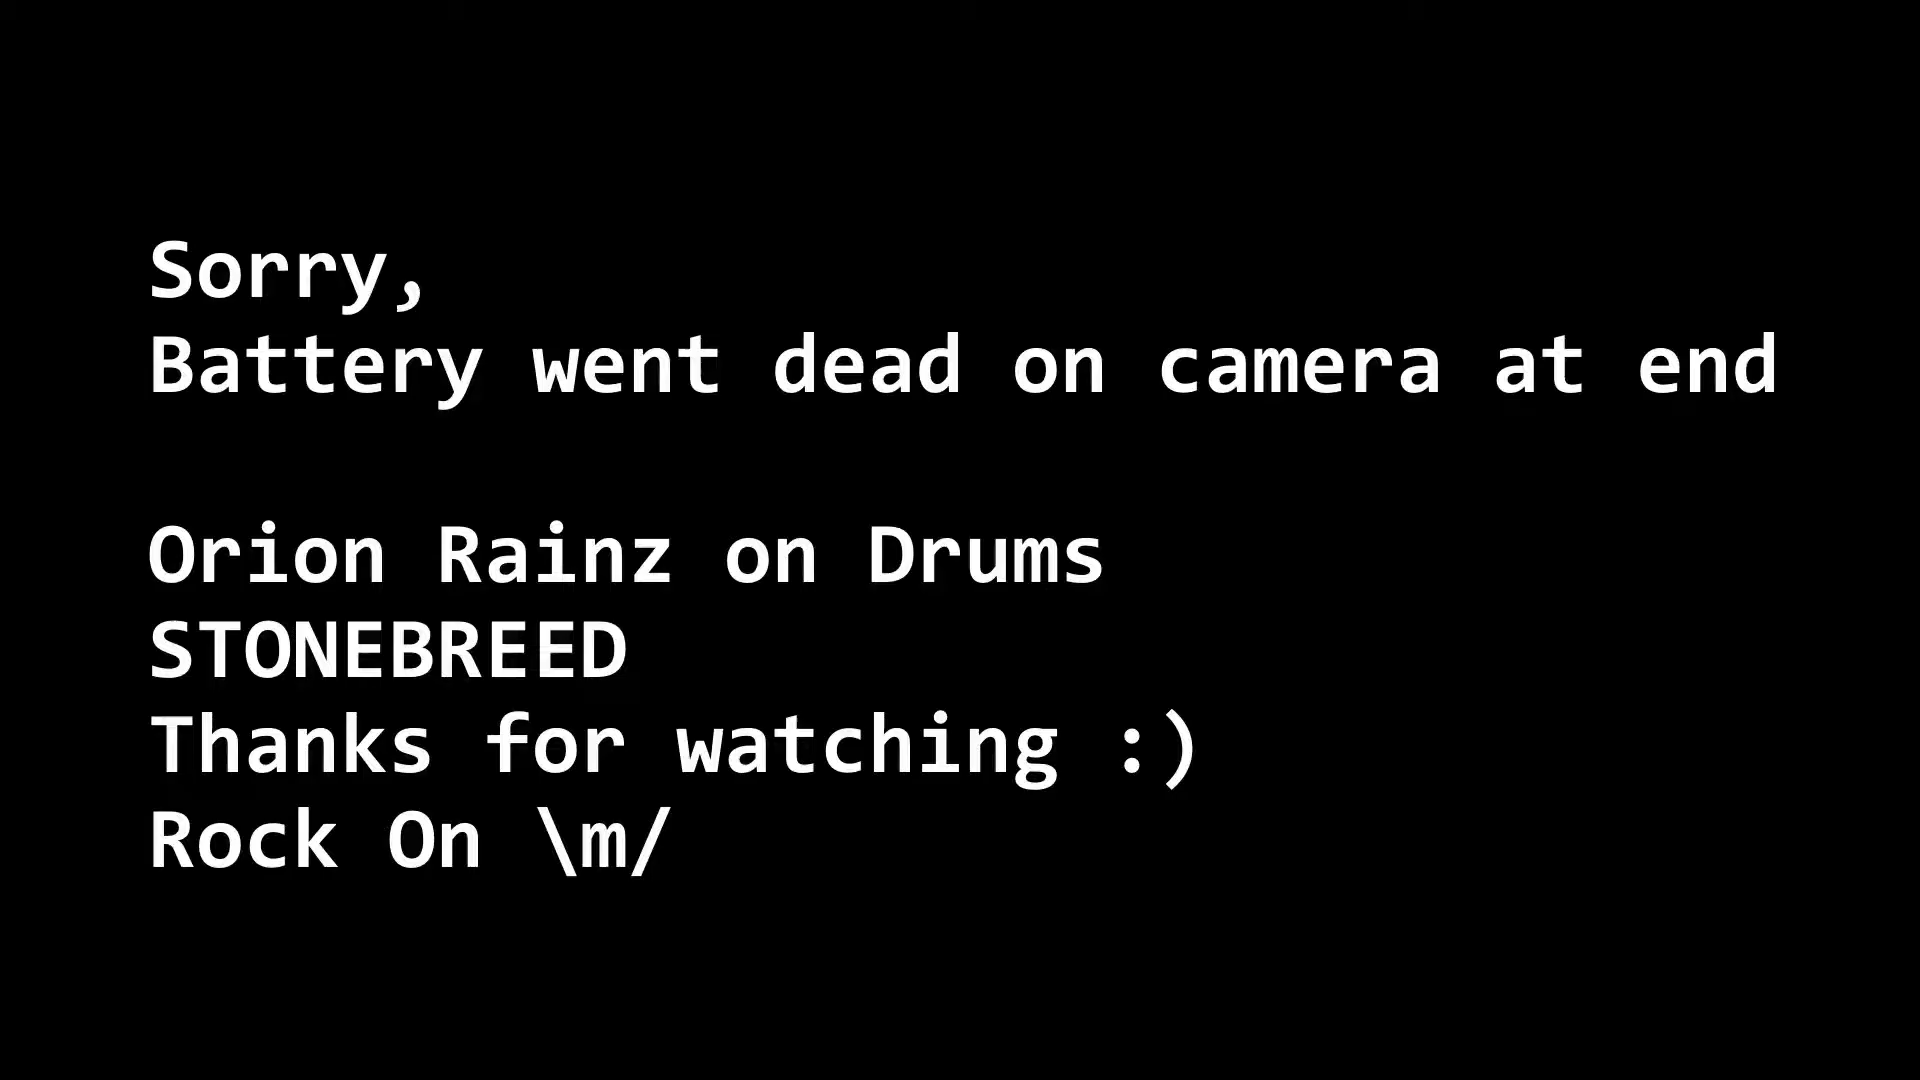 Sorry,
Battery went dead on camera at end
Orion Rainz on Drums
STONEBREED
Thanks for watching :)
Rock On \m/